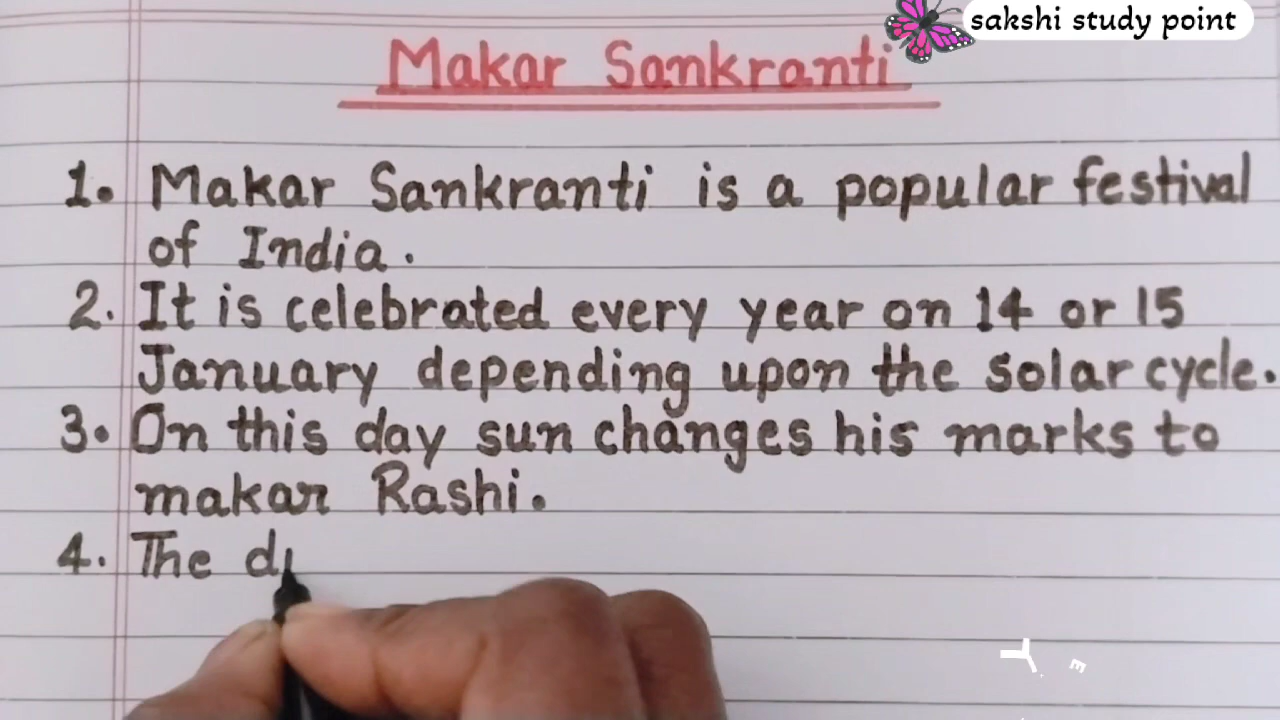 sakshi study point
Makar Sankranti
1. Makar Sankranti is a popular festival
of India.
2. It is celebrated every year on 14 or 15
January depending upon the solar cycle.
3. On this day sun changes his marks to
makar Rashi.
4. The